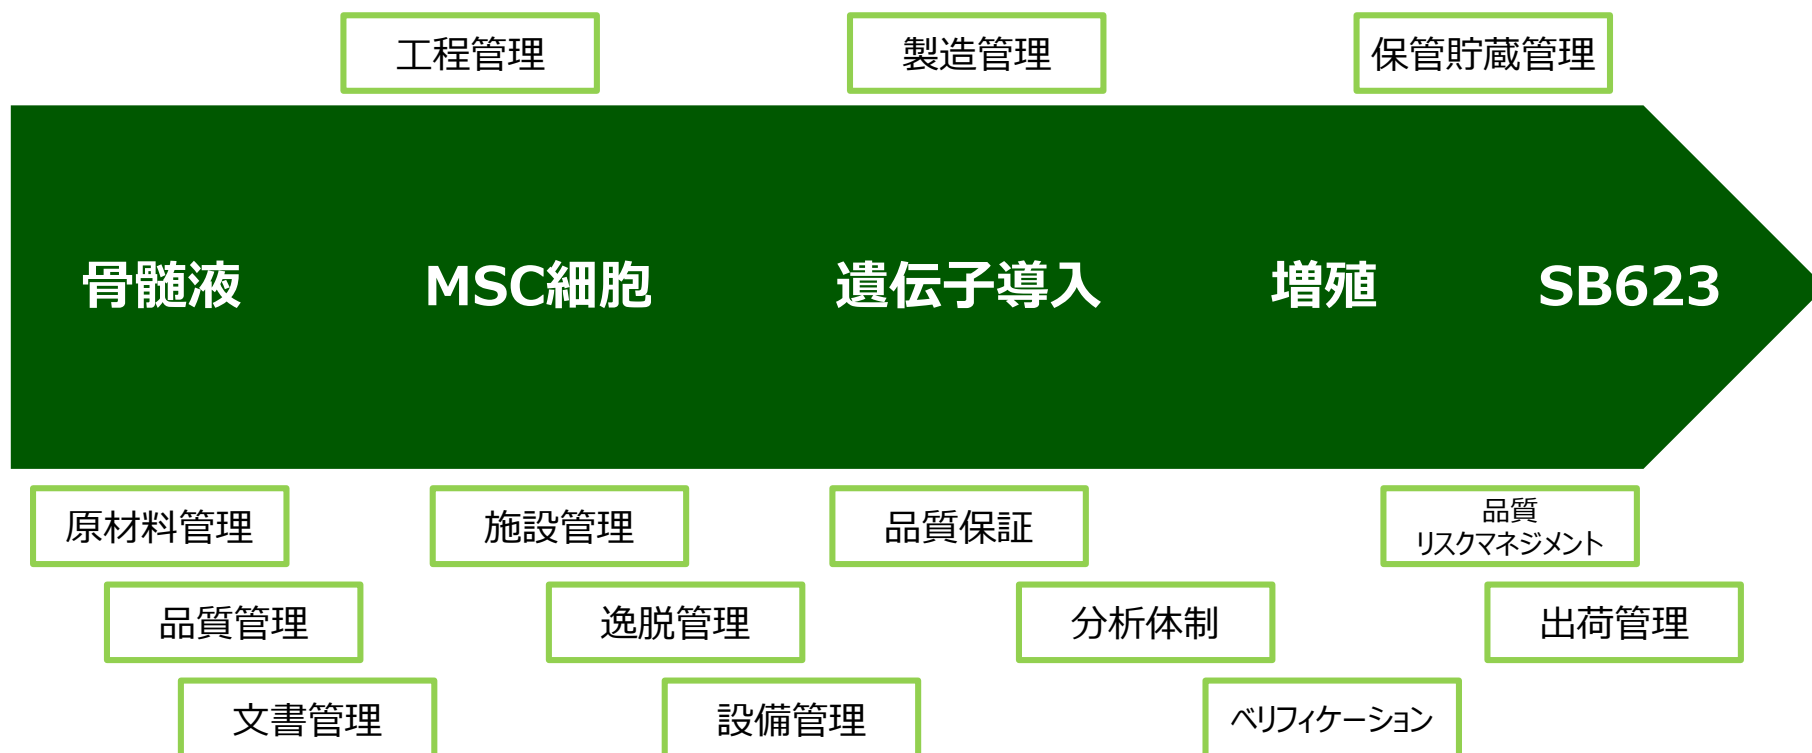 工程管理
製造管理
保管貯蔵管理
骨髄液
MSC細胞
遺伝子導入
増殖
SB623
原材料管理
施設管理
品質保証
品質
リスクマネジメント
品質管理
逸脱管理
分析体制
出荷管理
文書管理
設備管理
ベリフィケーション